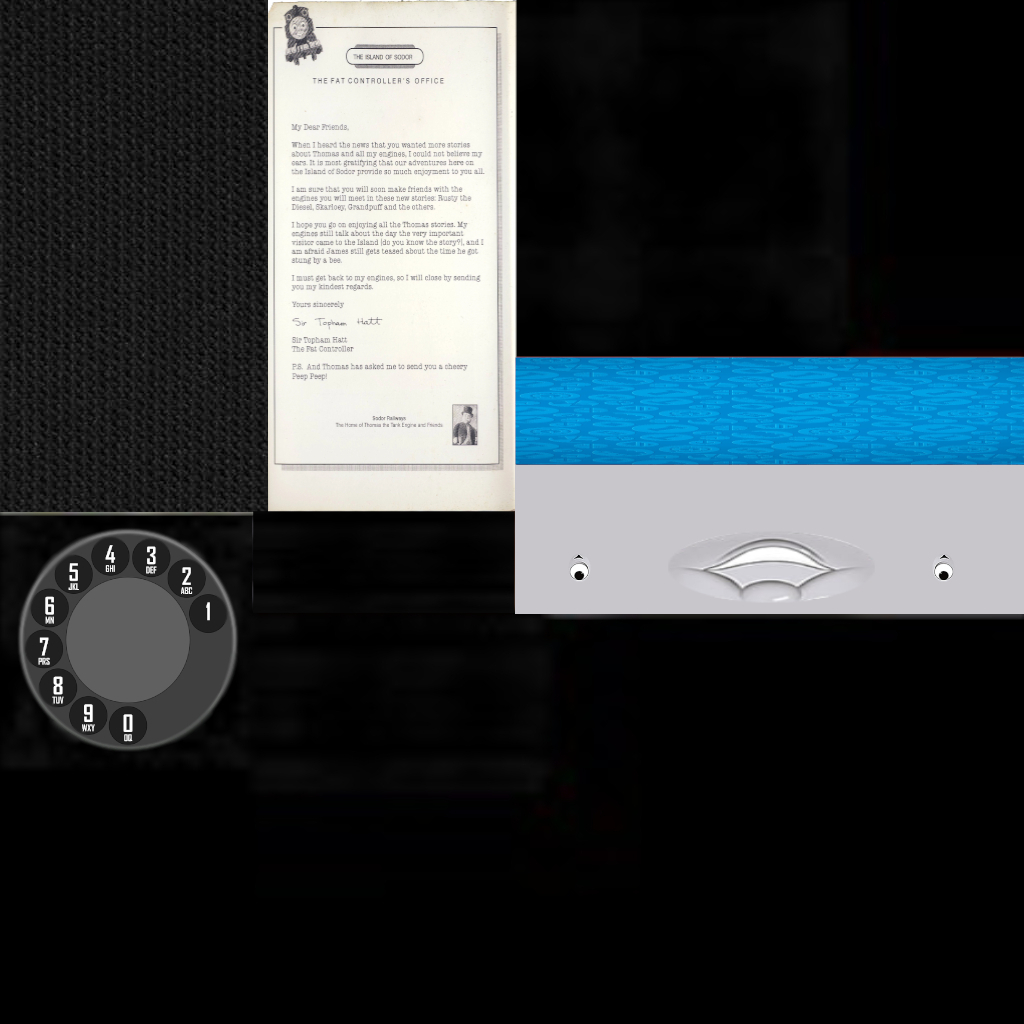 THE ISLAND OF SODOR
THE FAT CONTROLLER'S OFFICE
My Dear Friends,
When I heard the news that you wanted more stories
about Thomas and all my engines, I could not believe my
ears. It is most gratifying that our adventures here on
the Island of Sodor provide so much enjoyment to you all.
I am sure that you will soon make friends with the
engines you will meet in these new stories: Rusty the
Diesel, Skarloey, Grandpuff and the others.
I hope you go on enjoying all the Thomas stories. My
engines still talk about the day the very important
visitor came to the Island (do you know the story?), and I
am afraid James still gets teased about the time he got
stung by a bee.
I must get back to my engines, so I will close by sending
you my kindest regards.
Yours sincerely
Sir Topham Hatt
Sir Topham Hatt
The Fat Controller
P.S. And Thomas has asked me to send you a cheery
Peep Peep!
Sodor Railways
The Home of Thomas the Tank Engine and Friends
4
GHI
3
DEF
5
JKL
2
ABC
6
MN
1
7
PRS
8
TUV
9
WXY
0
OQ